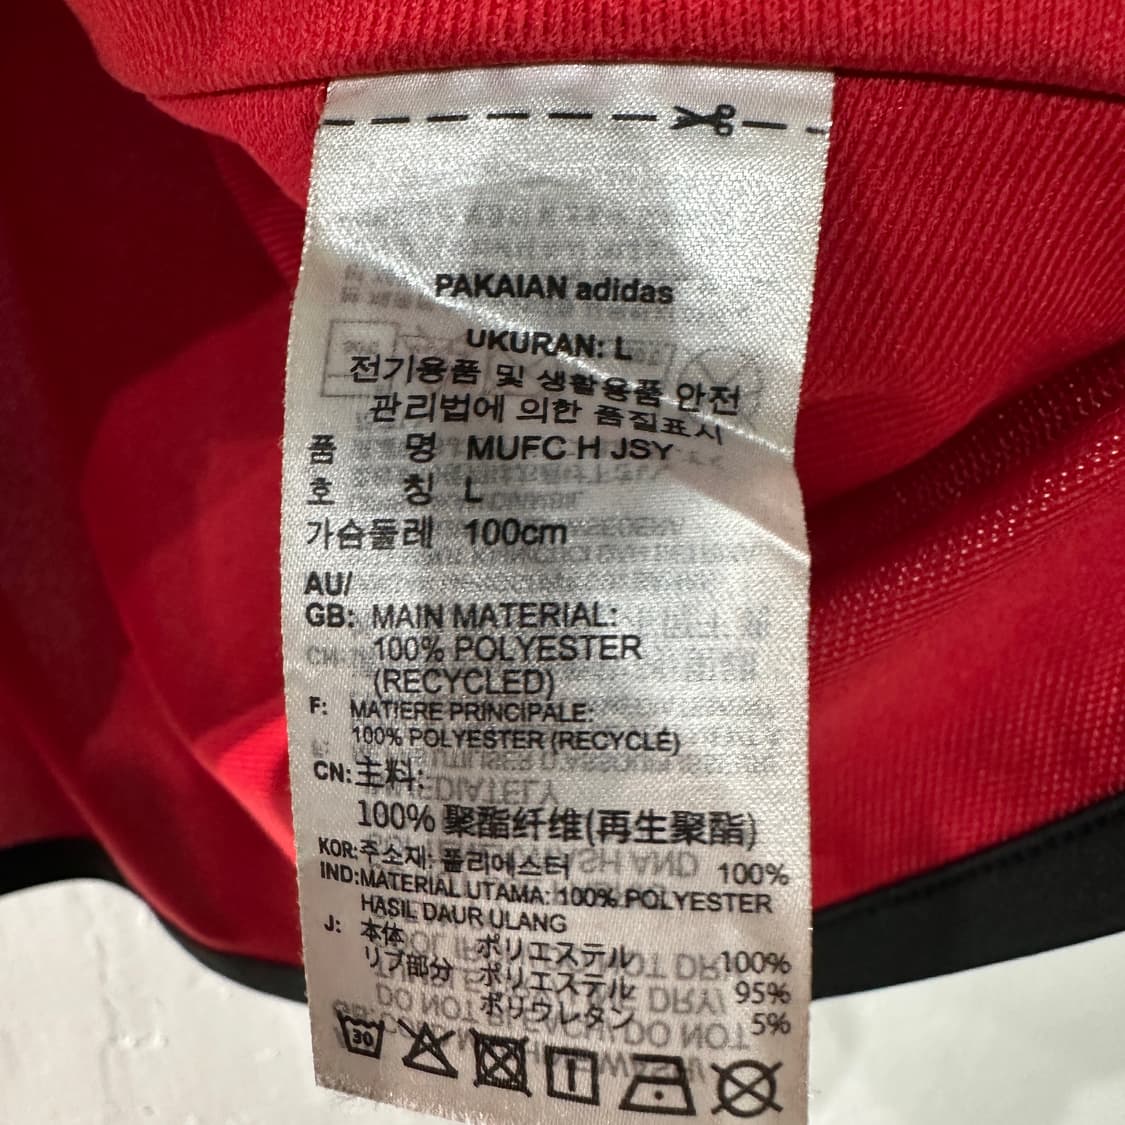 PAKAIAN adidas
UKURAN: L
전기용품 및 생활용품 안전
관리법에 의한 품질표시
품 명 MUFC H JSY
호 칭 L
가슴둘레 100cm
AU/
GB: MAIN MATERIAL:
100% POLYESTER
(RECYCLED)
F: MATIERE PRINCIPALE:
100% POLYESTER (RECYCLÉ)
CN: 主料:
100% 聚酯纤维(再生聚酯)
KOR: 주소재: 폴리에스터 100%
IND: MATERIAL UTAMA: 100% POLYESTER
HASIL DAUR ULANG
J: 本体 ポリエステル 100%
リブ部分 ポリエステル 95%
ポリウレタン 5%
30